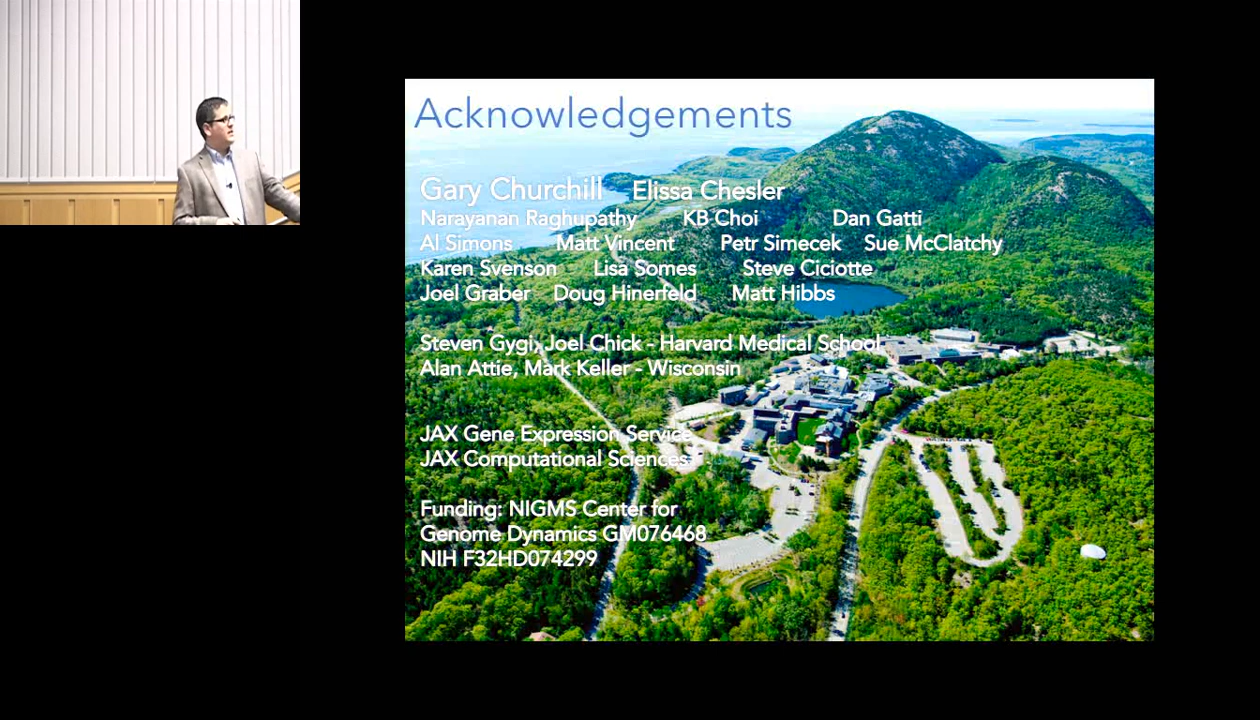 Acknowledgements
Gary Churchill Elissa Chesler
Narayanan Raghupathy KB Choi Dan Gatti
Al Simons Matt Vincent Petr Simecek Sue McClatchy
Karen Svenson Lisa Somes Steve Ciciotte
Joel Graber Doug Hinerfeld Matt Hibbs
Steven Gygi, Joel Chick - Harvard Medical School
Alan Attie, Mark Keller - Wisconsin
JAX Gene Expression Service
JAX Computational Sciences
Funding: NIGMS Center for
Genome Dynamics GM076468
NIH F32HD074299